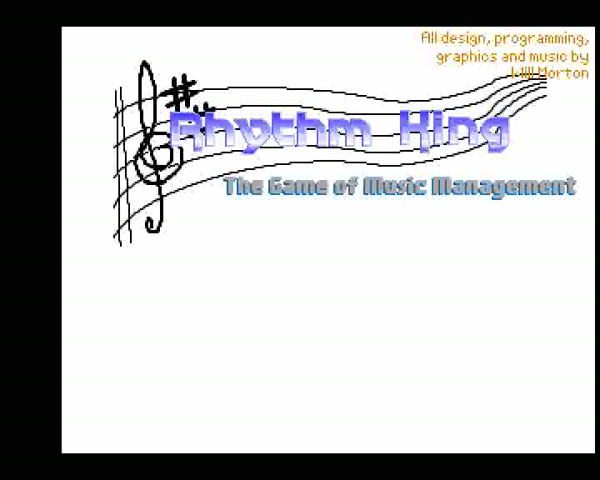 All design, programming,
graphics and music by
Will Morton
Rhythm King
The Game of Music Management